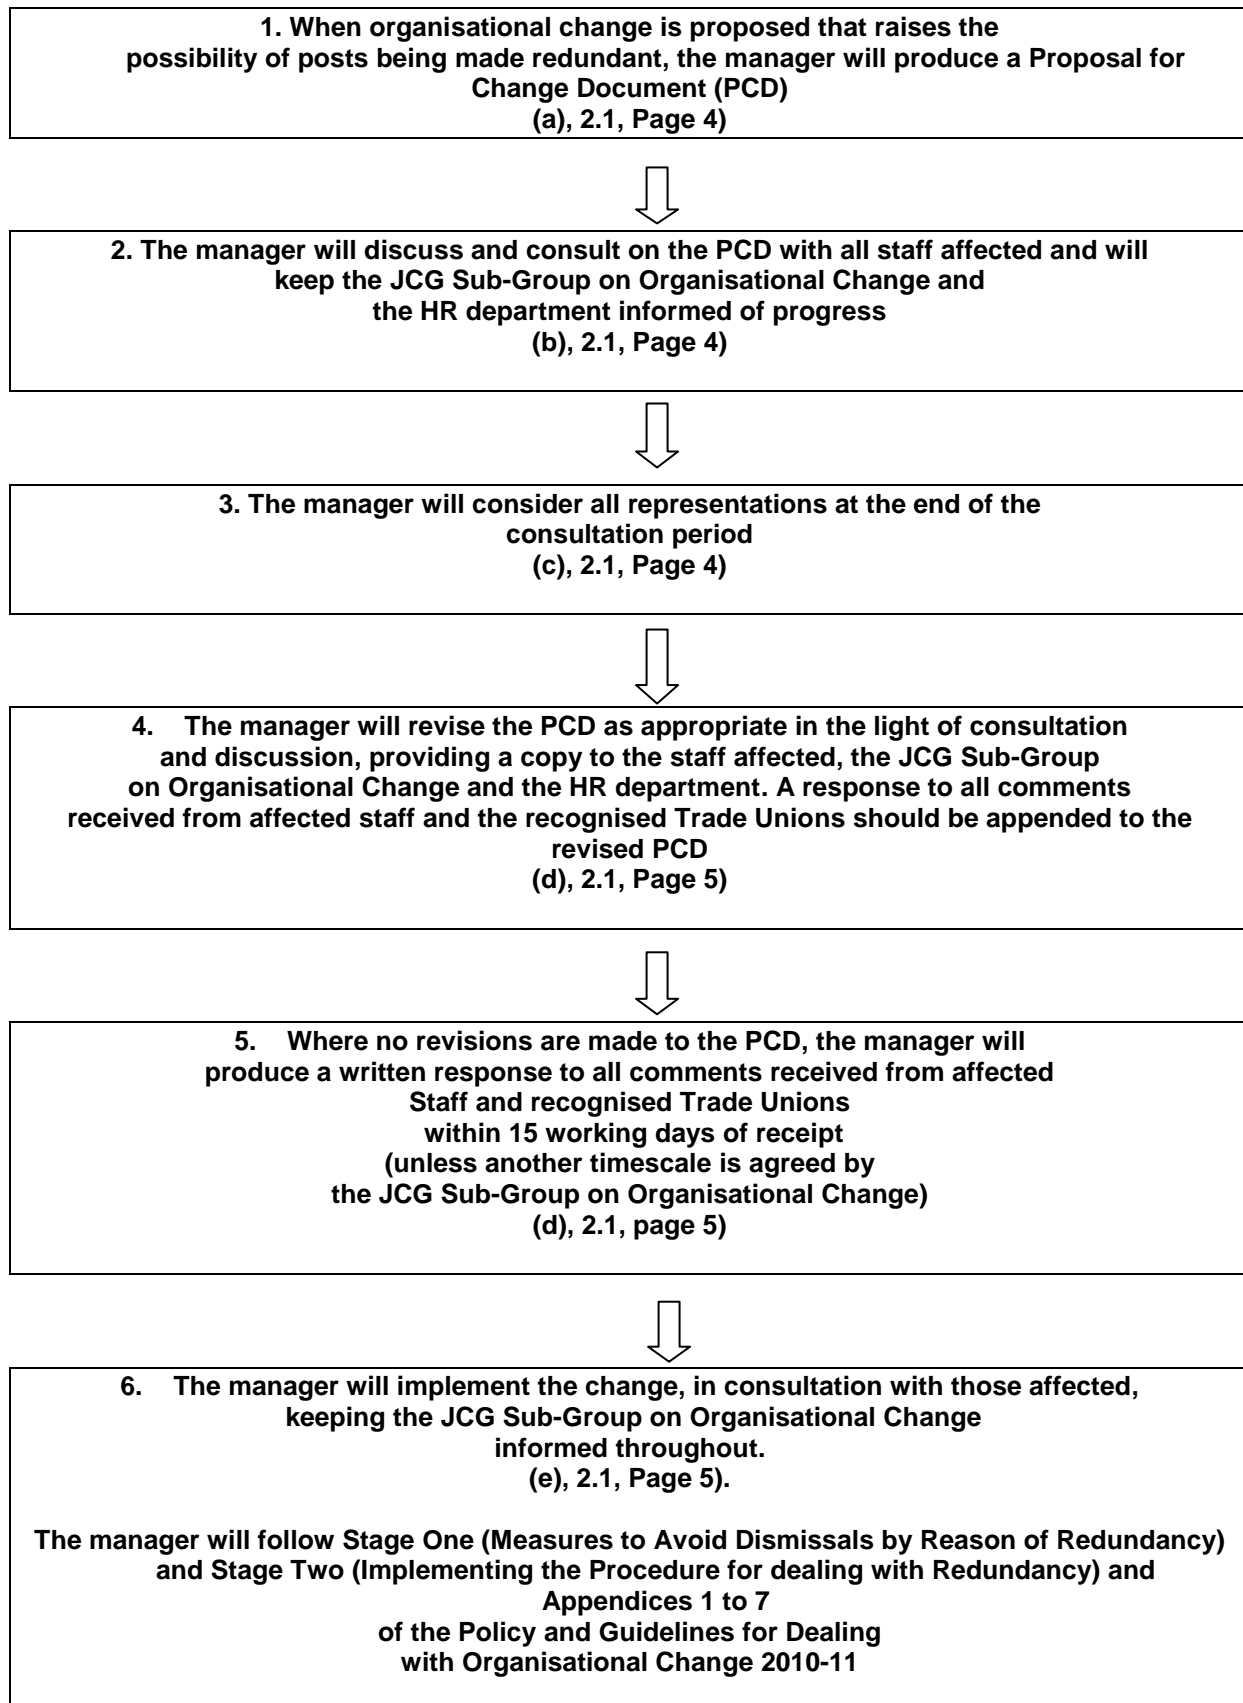 1. When organisational change is proposed that raises the
possibility of posts being made redundant, the manager will produce a Proposal for
Change Document (PCD)
(a), 2.1, Page 4)
2. The manager will discuss and consult on the PCD with all staff affected and will
keep the JCG Sub-Group on Organisational Change and
the HR department informed of progress
(b), 2.1, Page 4)
3. The manager will consider all representations at the end of the
consultation period
(c), 2.1, Page 4)
4. The manager will revise the PCD as appropriate in the light of consultation
and discussion, providing a copy to the staff affected, the JCG Sub-Group
on Organisational Change and the HR department. A response to all comments
received from affected staff and the recognised Trade Unions should be appended to the
revised PCD
(d), 2.1, Page 5)
5. Where no revisions are made to the PCD, the manager will
produce a written response to all comments received from affected
Staff and recognised Trade Unions
within 15 working days of receipt
(unless another timescale is agreed by
the JCG Sub-Group on Organisational Change)
(d), 2.1, page 5)
6. The manager will implement the change, in consultation with those affected,
keeping the JCG Sub-Group on Organisational Change
informed throughout.
(e), 2.1, Page 5).
The manager will follow Stage One (Measures to Avoid Dismissals by Reason of Redundancy)
and Stage Two (Implementing the Procedure for dealing with Redundancy) and
Appendices 1 to 7
of the Policy and Guidelines for Dealing
with Organisational Change 2010-11